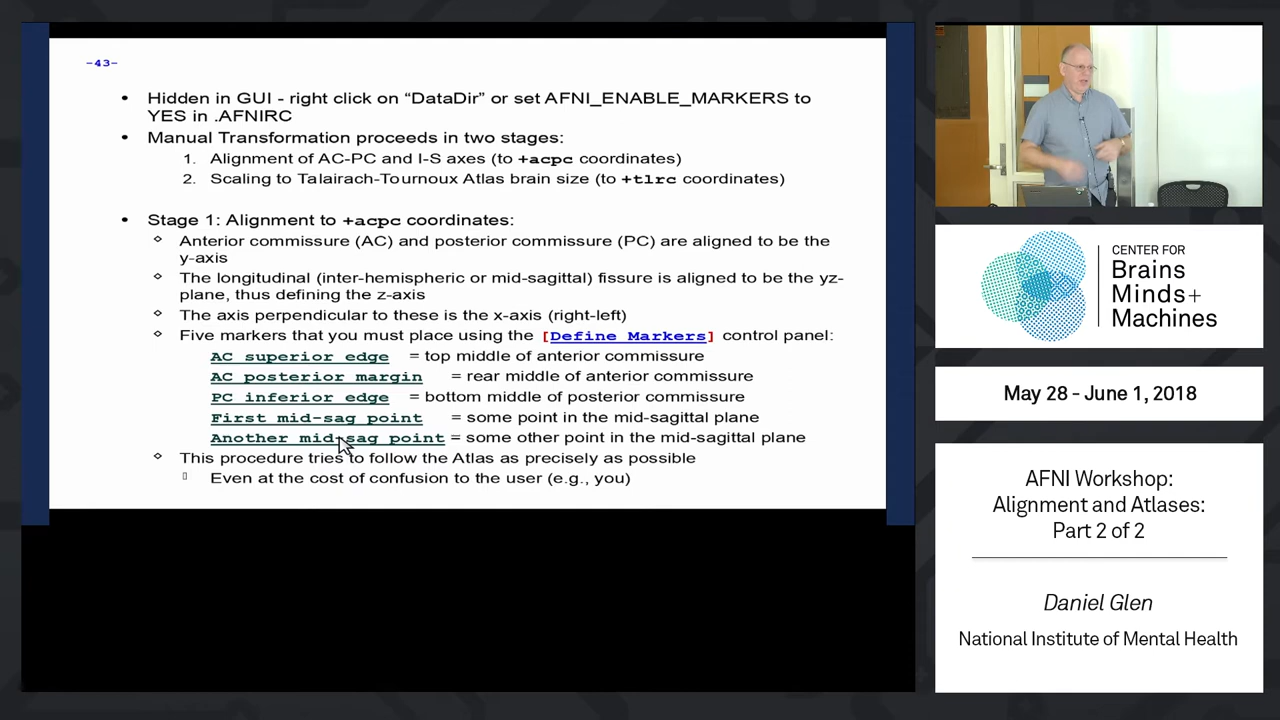 -43-
• Hidden in GUI - right click on “DataDir” or set AFNI_ENABLE_MARKERS to
YES in .AFNIRC
• Manual Transformation proceeds in two stages:
1. Alignment of AC-PC and I-S axes (to +acpc coordinates)
2. Scaling to Talairach-Tournoux Atlas brain size (to +tlrc coordinates)
• Stage 1: Alignment to +acpc coordinates:
Anterior commissure (AC) and posterior commissure (PC) are aligned to be the
y-axis
The longitudinal (inter-hemispheric or mid-sagittal) fissure is aligned to be the yz-
plane, thus defining the z-axis
The axis perpendicular to these is the x-axis (right-left)
Five markers that you must place using the [Define Markers] control panel:
AC superior edge = top middle of anterior commissure
AC posterior margin = rear middle of anterior commissure
PC inferior edge = bottom middle of posterior commissure
First mid-sag point = some point in the mid-sagittal plane
Another mid-sag point = some other point in the mid-sagittal plane
This procedure tries to follow the Atlas as precisely as possible
Even at the cost of confusion to the user (e.g., you)
CENTER FOR
Brains
Minds+
Machines
May 28 - June 1, 2018
AFNI Workshop:
Alignment and Atlases:
Part 2 of 2
Daniel Glen
National Institute of Mental Health